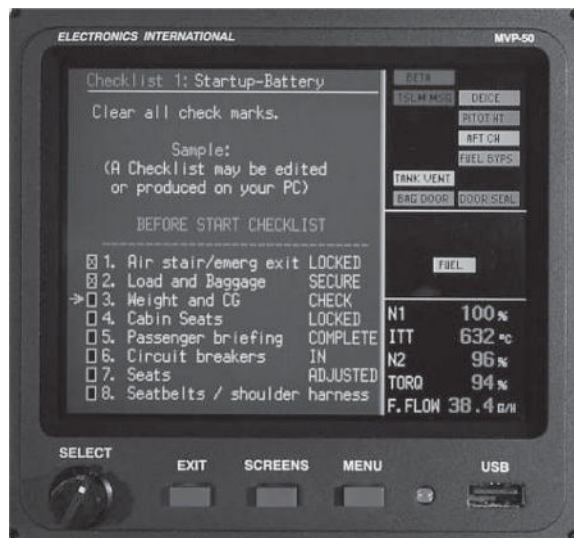 ELECTRONICS INTERNATIONAL MVP-50
Checklist 1: Startup-Battery
Clear all check marks.
Sample:
(A Checklist may be edited
or produced on your PC)
BEFORE START CHECKLIST
1. Air stair/emerg exit LOCKED
2. Load and Baggage SECURE
3. Weight and CG CHECK
4. Cabin Seats LOCKED
5. Passenger briefing COMPLETE
6. Circuit breakers IN
7. Seats ADJUSTED
8. Seatbelts / shoulder harness
BETA
DEICE
PITOT HT
AFT CH
FUEL BYPS
TANK VENT
BAG DOOR DOOR SEAL
FUEL
N1 100 %
ITT 632 °C
N2 96 %
TORQ 94 %
F.FLOW 38.4 G/H
SELECT
EXIT SCREENS MENU USB